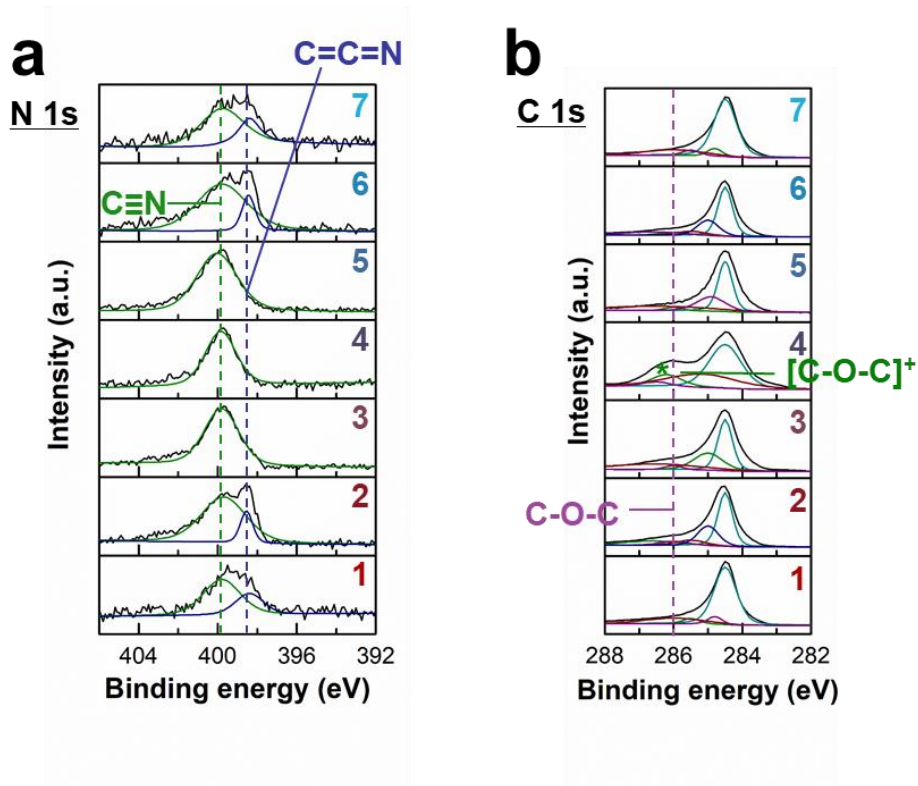 a
N 1s
C=C=N
C≡N
7
6
5
4
3
2
1
Intensity (a.u.)
404 400 396 392
Binding energy (eV)
b
C 1s
7
6
5
4
*
[C-O-C]⁺
3
2
C-O-C
1
Intensity (a.u.)
288 286 284 282
Binding energy (eV)